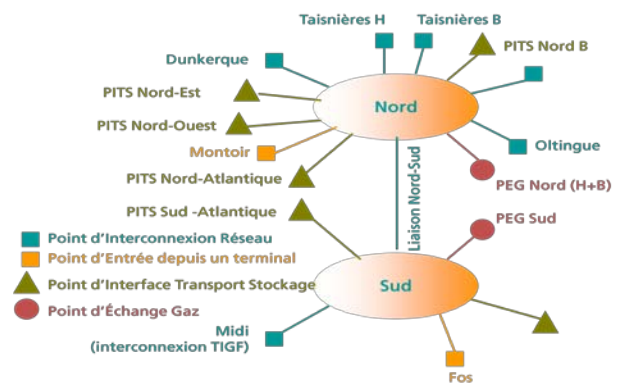 Taisnières H
Taisnières B
PITS Nord B
Dunkerque
PITS Nord-Est
Nord
PITS Nord-Ouest
Oltingue
Montoir
PITS Nord-Atlantique
PEG Nord (H+B)
Liaison Nord-Sud
PITS Sud -Atlantique
PEG Sud
Point d'Interconnexion Réseau
Point d'Entrée depuis un terminal
Point d'Interface Transport Stockage
Sud
Point d'Échange Gaz
Midi
(interconnexion TIGF)
Fos